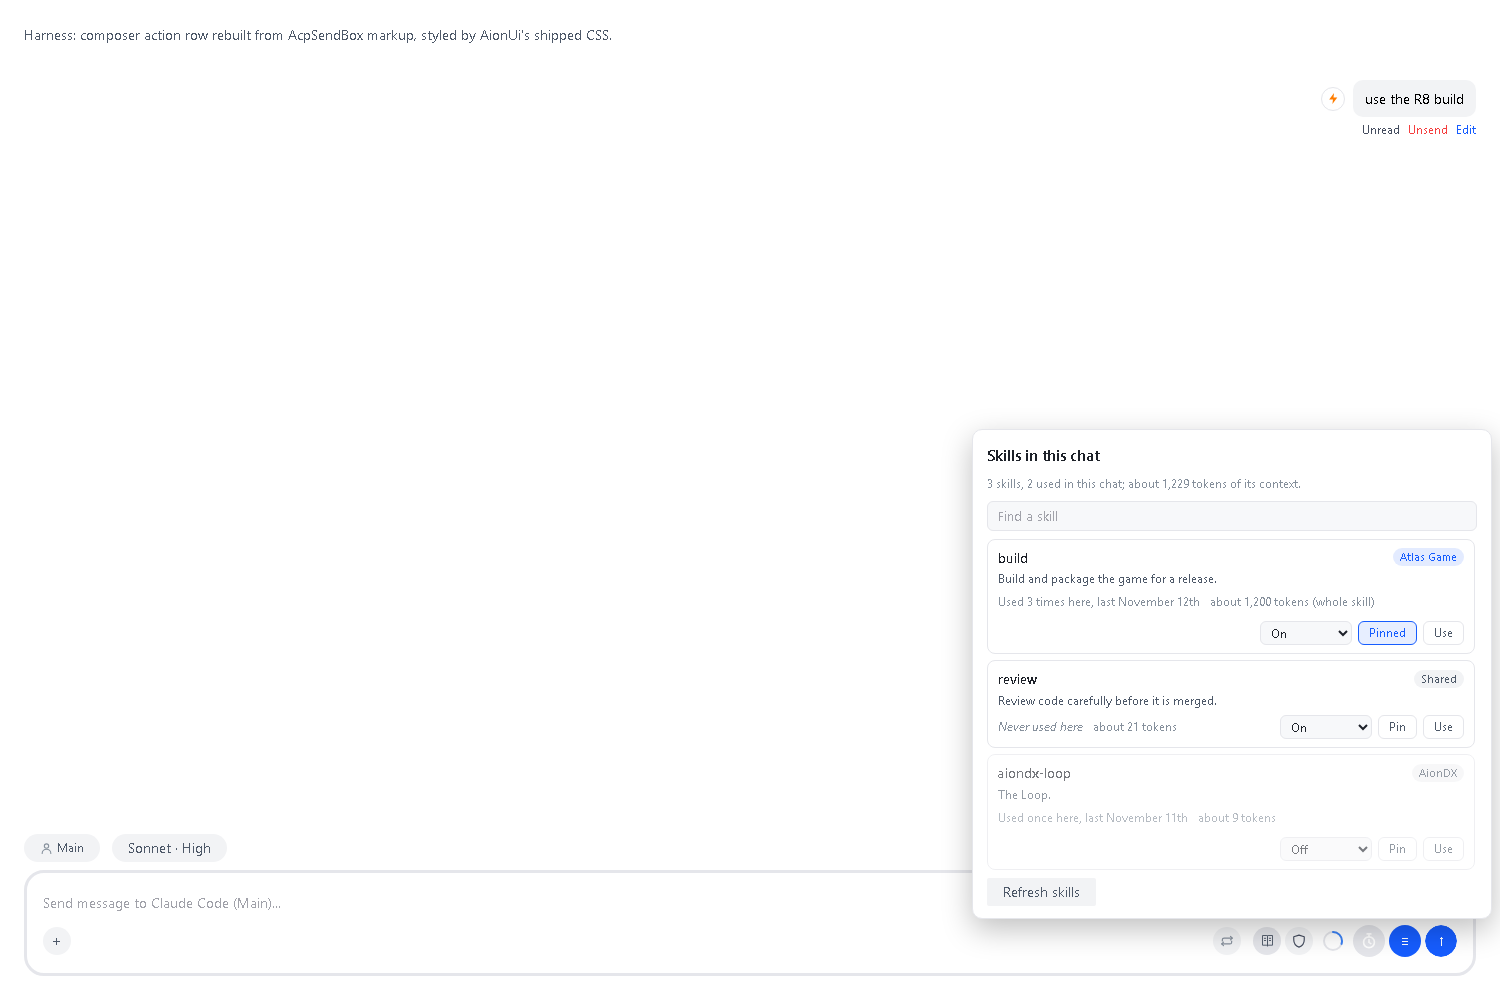 Harness: composer action row rebuilt from AcpSendBox markup, styled by AionUi's shipped CSS.
use the R8 build
Unread Unsend Edit
Skills in this chat
3 skills, 2 used in this chat; about 1,229 tokens of its context.
Find a skill
build Atlas Game
Build and package the game for a release.
Used 3 times here, last November 12th · about 1,200 tokens (whole skill)
On Pinned Use
review Shared
Review code carefully before it is merged.
Never used here · about 21 tokens On Pin Use
aiondx-loop AionDX
The Loop.
Used once here, last November 11th · about 9 tokens
Off Pin Use
Refresh skills
Main Sonnet · High
Send message to Claude Code (Main)...